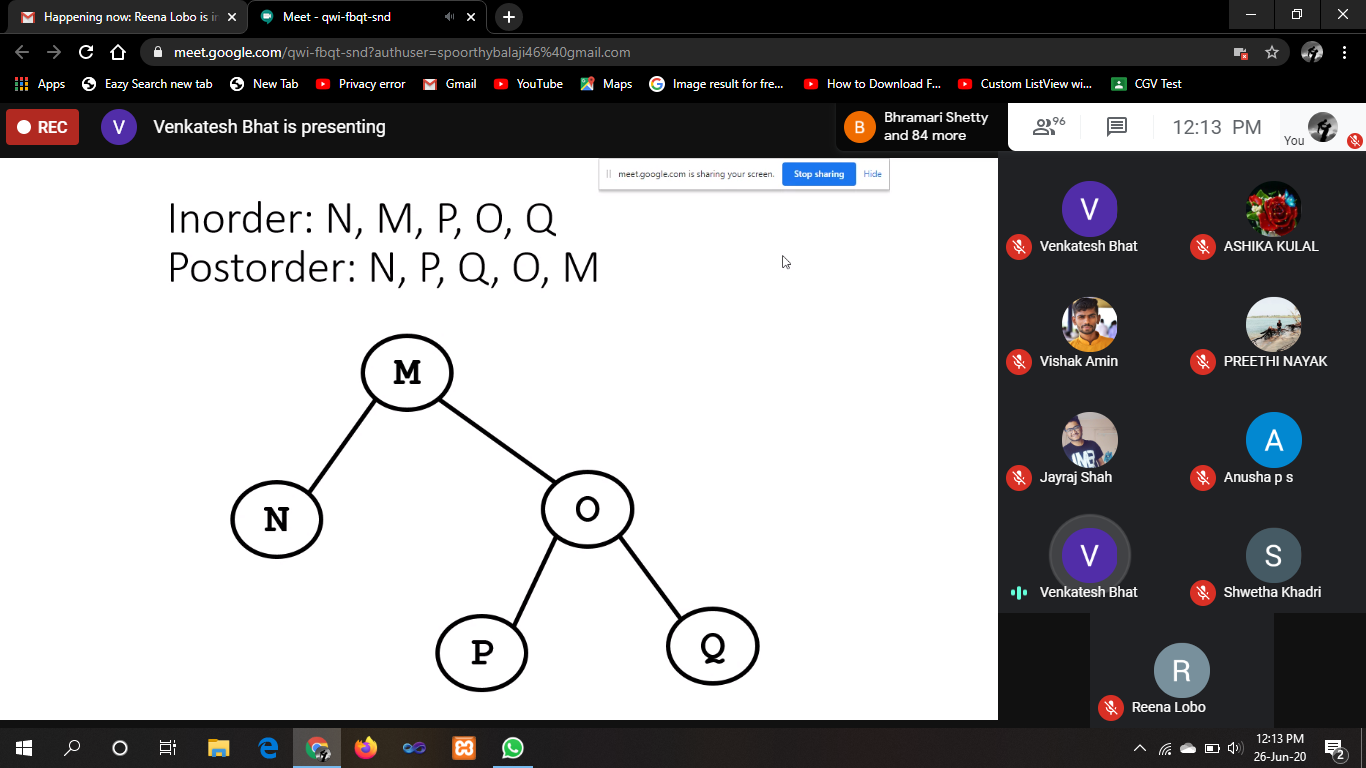 Happening now: Reena Lobo is in
Meet - qwi-fbqt-snd
meet.google.com/qwi-fbqt-snd?authuser=spoorthybalaji46%40gmail.com
Apps Eazy Search new tab New Tab Privacy error Gmail YouTube Maps Image result for fre... How to Download F... Custom ListView wi... CGV Test
REC
V
Venkatesh Bhat is presenting
B
Bhramari Shetty
and 84 more
96
12:13 PM
You
meet.google.com is sharing your screen. Stop sharing Hide
Inorder: N, M, P, O, Q
Postorder: N, P, Q, O, M
M
N
O
P
Q
V
Venkatesh Bhat
ASHIKA KULAL
Vishak Amin
PREETHI NAYAK
Jayraj Shah
A
Anusha p s
V
Venkatesh Bhat
S
Shwetha Khadri
R
Reena Lobo
12:13 PM
26-Jun-20
2